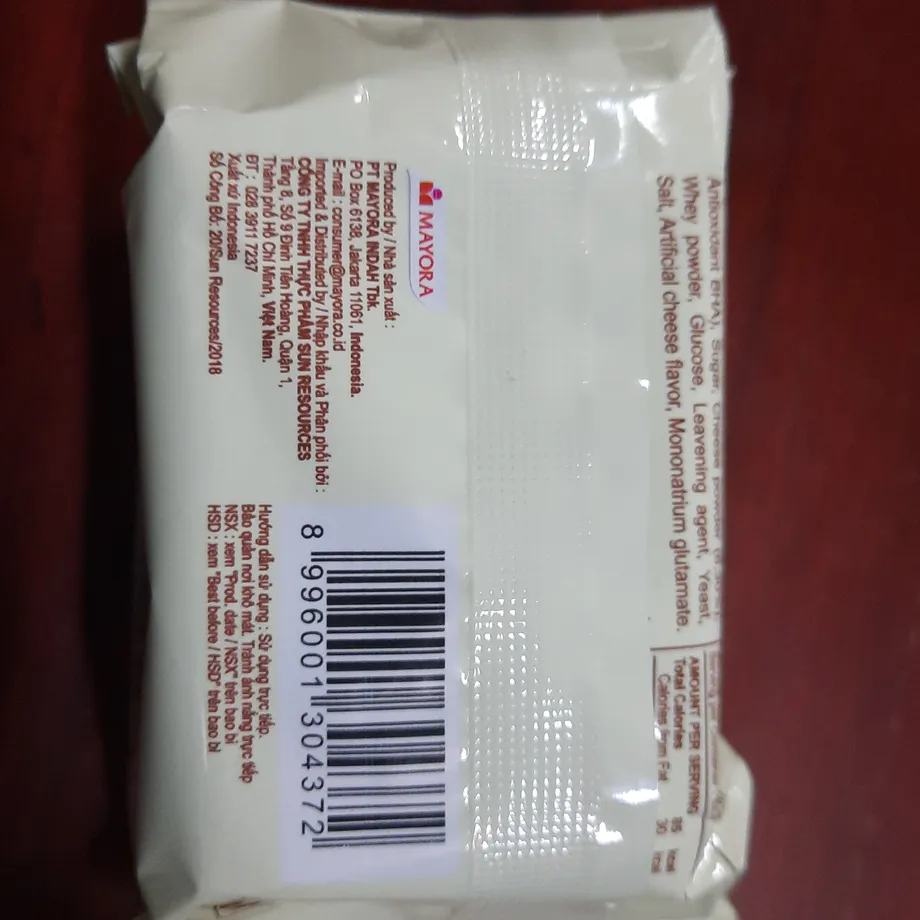 Antioxidant BHA), Sugar, Cheese powder
Whey powder, Glucose, Leavening agent, Yeast,
Salt, Artificial cheese flavor, Mononatrium glutamate.
AMOUNT PER SERVING
Total Calories 85 kcal
Calories from Fat 30 kcal
MAYORA
Produced by / Nhà sản xuất :
PT MAYORA INDAH Tbk.
PO Box 6138, Jakarta 11061, Indonesia.
E-mail : consumer@mayora.co.id
Imported & Distributed by / Nhập khẩu và Phân phối bởi :
CÔNG TY TNHH THỰC PHẨM SUN RESOURCES
Tầng 8, Số 9 Đinh Tiên Hoàng, Quận 1,
Thành phố Hồ Chí Minh, Việt Nam.
ĐT : 028 3911 7237
Xuất xứ Indonesia
Số Công Bố: 20/Sun Resources/2018
8 996001 304372
Hướng dẫn sử dụng : Sử dụng trực tiếp.
Bảo quản nơi khô mát. Tránh ánh nắng trực tiếp
NSX : xem "Prod. date / NSX" trên bao bì
HSD : xem "Best before / HSD" trên bao bì